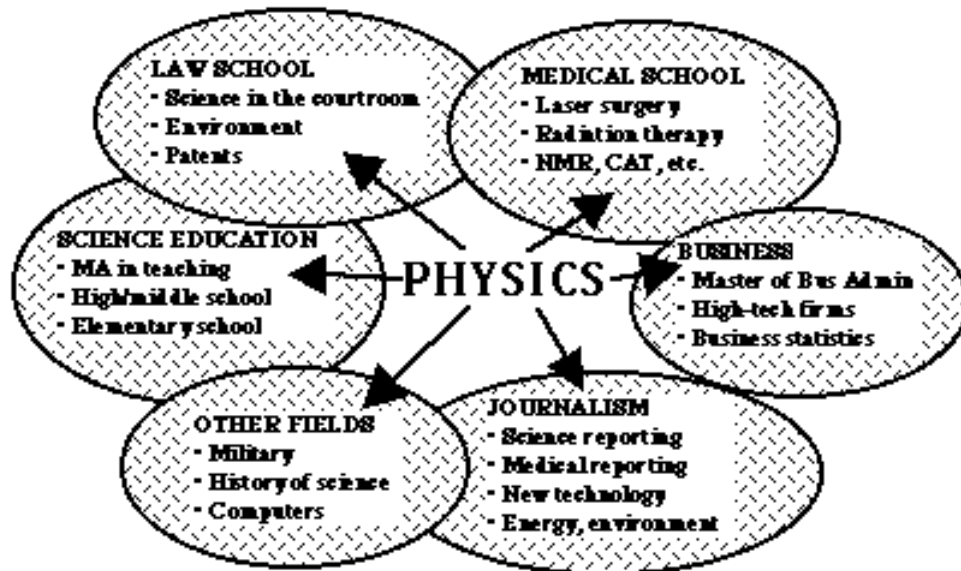 LAW SCHOOL
- Science in the courtroom
- Environment
- Patents
MEDICAL SCHOOL
- Laser surgery
- Radiation therapy
- NMR, CAT, etc.
SCIENCE EDUCATION
- MA in teaching
- High/middle school
- Elementary school
PHYSICS
BUSINESS
- Master of Bus Admin
- High-tech firms
- Business statistics
OTHER FIELDS
- Military
- History of science
- Computers
JOURNALISM
- Science reporting
- Medical reporting
- New technology
- Energy, environment